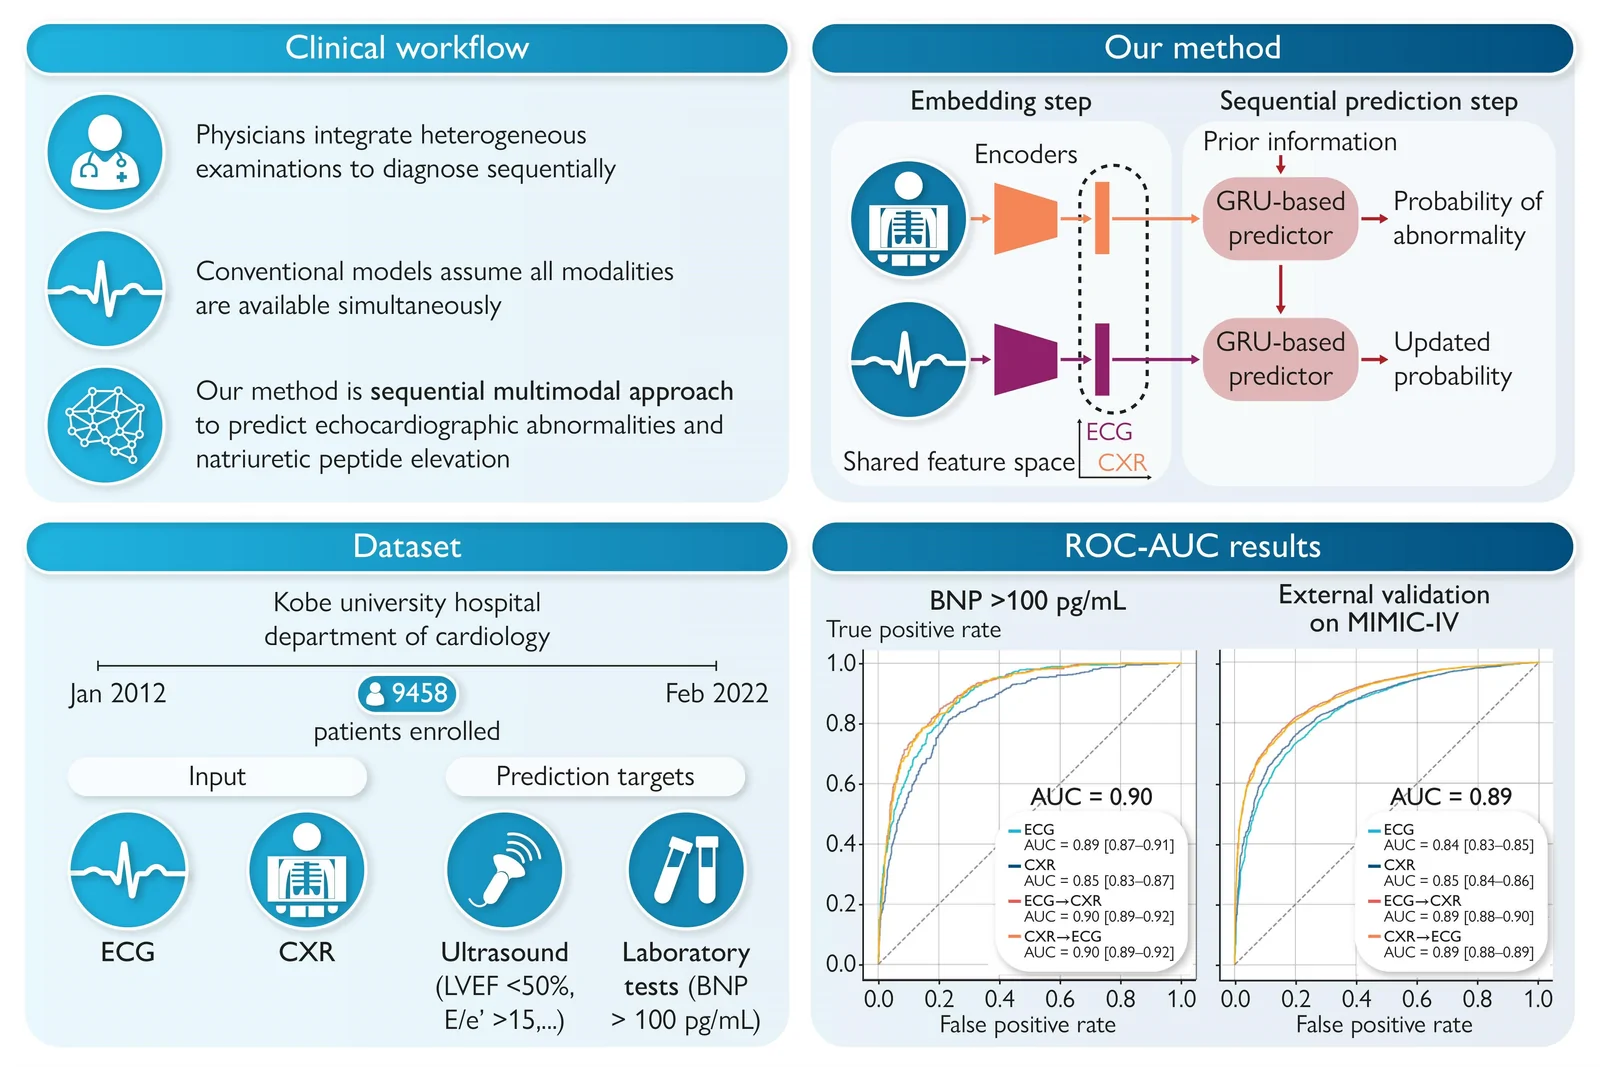 Clinical workflow
Physicians integrate heterogeneous
examinations to diagnose sequentially
Conventional models assume all modalities
are available simultaneously
Our method is sequential multimodal approach
to predict echocardiographic abnormalities and
natriuretic peptide elevation
Our method
Embedding step
Sequential prediction step
Encoders
Prior information
GRU-based
predictor
Probability of
abnormality
GRU-based
predictor
Updated
probability
ECG
CXR
Shared feature space
Dataset
Kobe university hospital
department of cardiology
Jan 2012
9458
Feb 2022
patients enrolled
Input
Prediction targets
ECG
CXR
Ultrasound
(LVEF <50%,
E/e’ >15,...)
Laboratory
tests (BNP
> 100 pg/mL)
ROC-AUC results
BNP >100 pg/mL
True positive rate
1.0
0.8
0.6
0.4
0.2
0.0
AUC = 0.90
ECG
AUC = 0.89 [0.87–0.91]
CXR
AUC = 0.85 [0.83–0.87]
ECG→CXR
AUC = 0.90 [0.89–0.92]
CXR→ECG
AUC = 0.90 [0.89–0.92]
0.0 0.2 0.4 0.6 0.8 1.0
False positive rate
External validation
on MIMIC-IV
AUC = 0.89
ECG
AUC = 0.84 [0.83–0.85]
CXR
AUC = 0.85 [0.84–0.86]
ECG→CXR
AUC = 0.89 [0.88–0.90]
CXR→ECG
AUC = 0.89 [0.88–0.89]
0.0 0.2 0.4 0.6 0.8 1.0
False positive rate